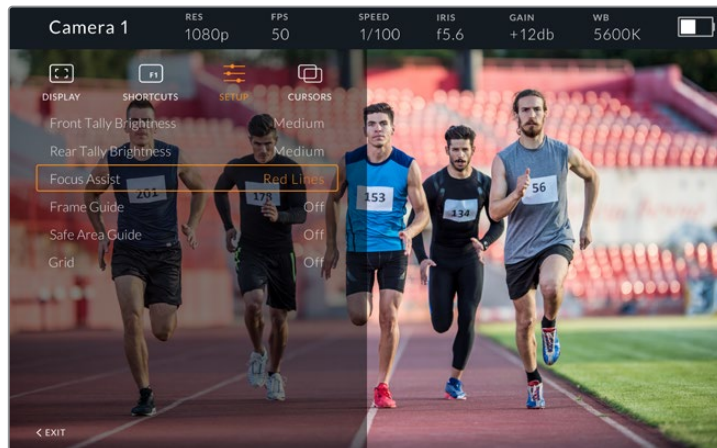 Camera 1 RES FPS SPEED IRIS GAIN WB
1080p 50 1/100 f5.6 +12db 5600K
F1
DISPLAY SHORTCUTS SETUP CURSORS
Front Tally Brightness Medium
Rear Tally Brightness Medium
Focus Assist Red Lines
Frame Guide Off
Safe Area Guide Off
Grid Off
201 178 153 134 56
< EXIT